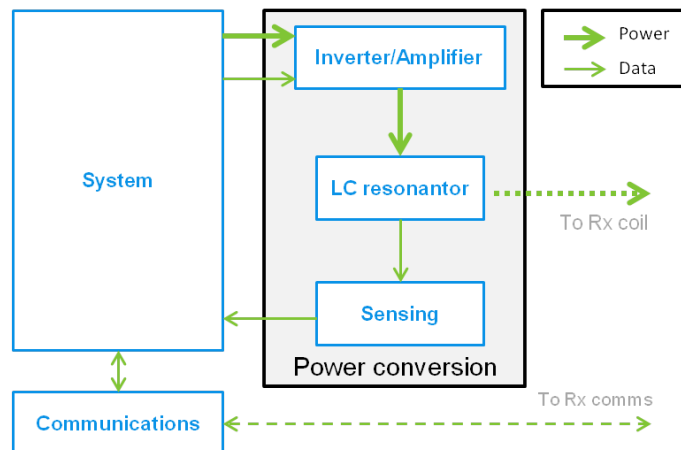 Power
Inverter/Amplifier
Data
System
LC resonantor
To Rx coil
Sensing
Power conversion
To Rx comms
Communications